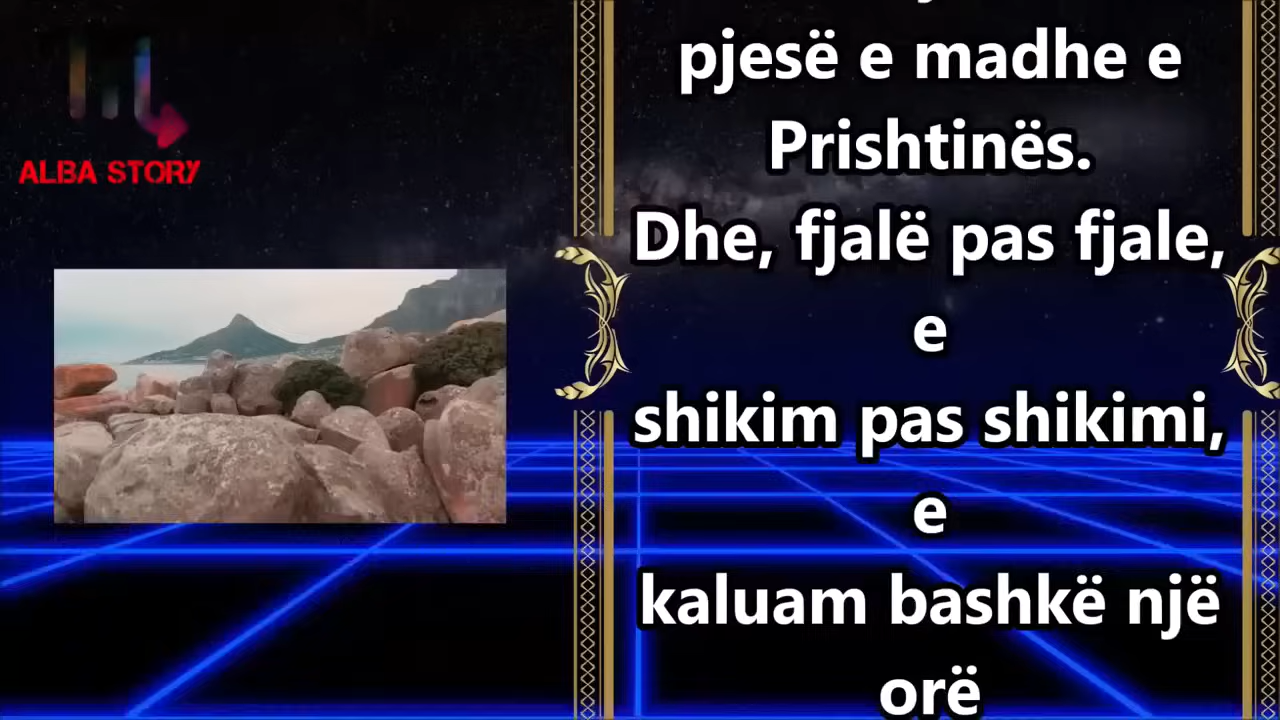 ALBA STORY
pjesë e madhe e
Prishtinës.
Dhe, fjalë pas fjale,
e
shikim pas shikimi,
e
kaluam bashkë një
orë